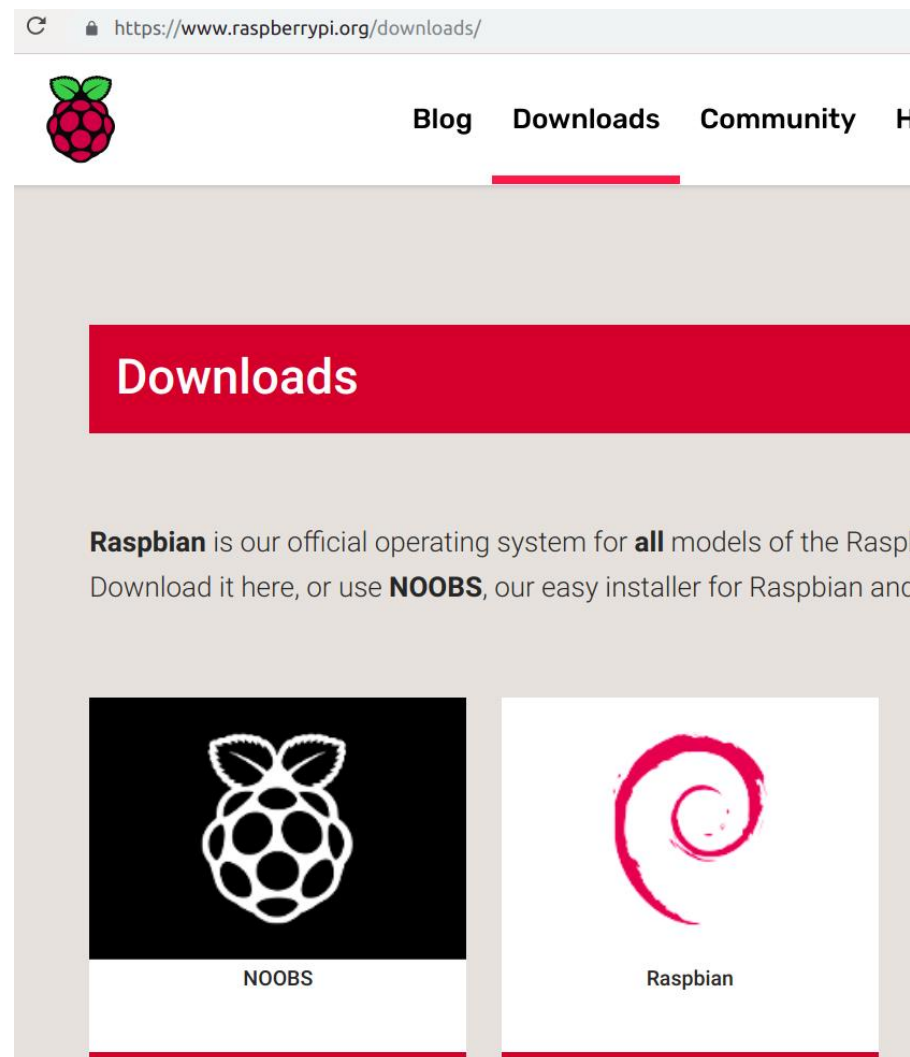 https://www.raspberrypi.org/downloads/
Blog Downloads Community H
Downloads
Raspbian is our official operating system for all models of the Rasp
Download it here, or use NOOBS, our easy installer for Raspbian and
NOOBS
Raspbian